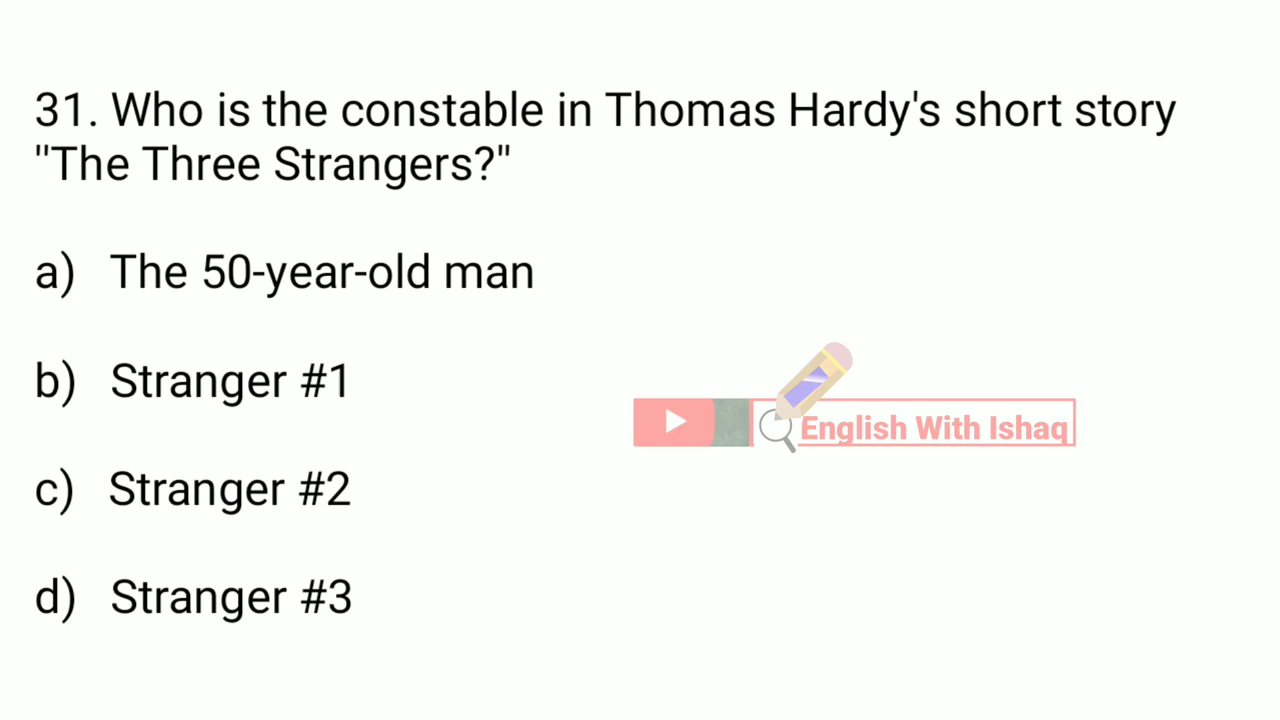 31. Who is the constable in Thomas Hardy's short story
"The Three Strangers?"
a) The 50-year-old man
b) Stranger #1
English With Ishaq
c) Stranger #2
d) Stranger #3